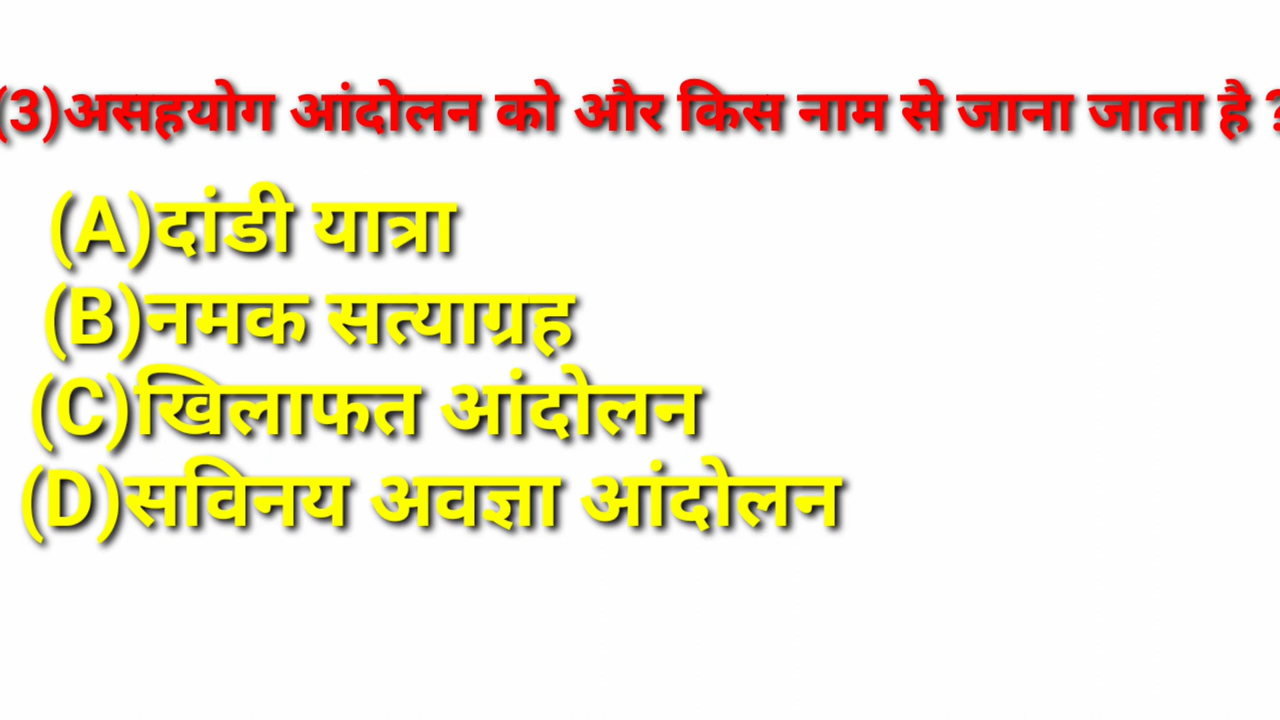 (3)असहयोग आंदोलन को और किस नाम से जाना जाता है ?
(A)दांडी यात्रा
(B)नमक सत्याग्रह
(C)खिलाफत आंदोलन
(D)सविनय अवज्ञा आंदोलन